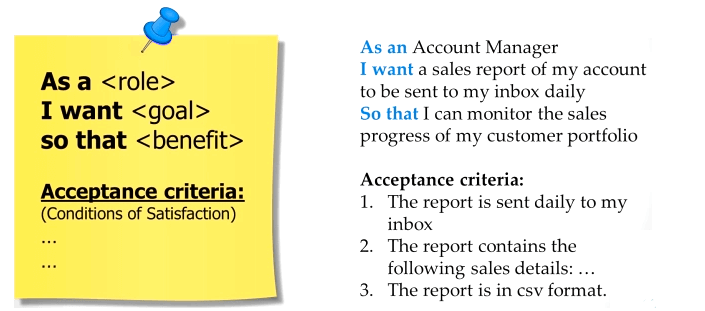 As a <role>
I want <goal>
so that <benefit>
Acceptance criteria:
(Conditions of Satisfaction)
...
...
As an Account Manager
I want a sales report of my account
to be sent to my inbox daily
So that I can monitor the sales
progress of my customer portfolio
Acceptance criteria:
1. The report is sent daily to my
inbox
2. The report contains the
following sales details: …
3. The report is in csv format.